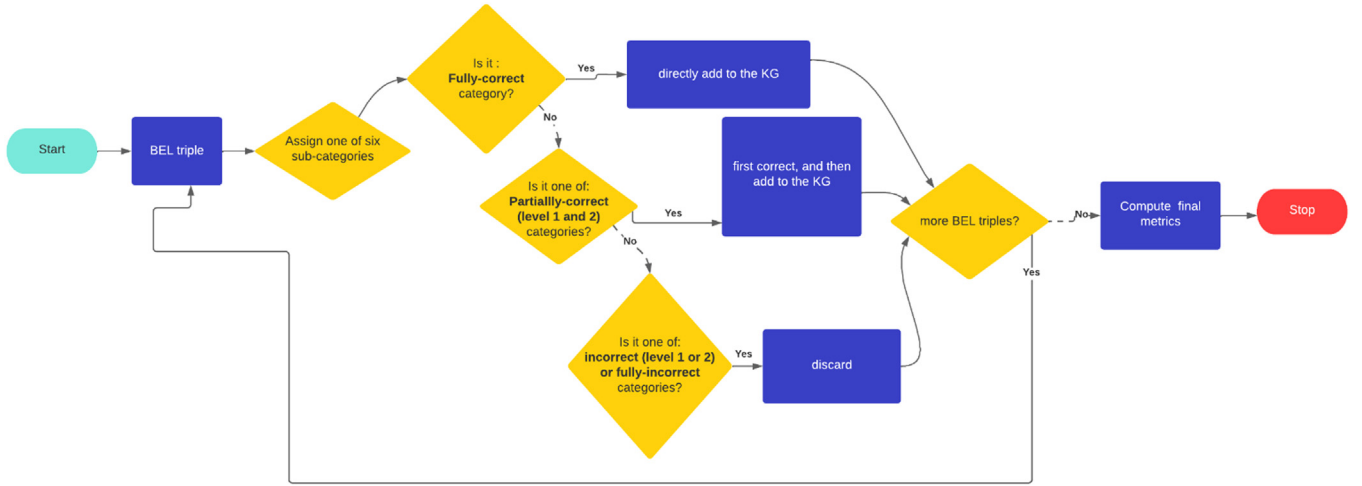 Start
BEL triple
Assign one of six
sub-categories
Is it :
Fully-correct
category?
Yes
directly add to the KG
No
Is it one of:
Partiallly-correct
(level 1 and 2)
categories?
Yes
first correct, and then
add to the KG
No
Is it one of:
incorrect (level 1 or 2)
or fully-incorrect
categories?
Yes
discard
more BEL triples?
No
Yes
Compute final
metrics
Stop